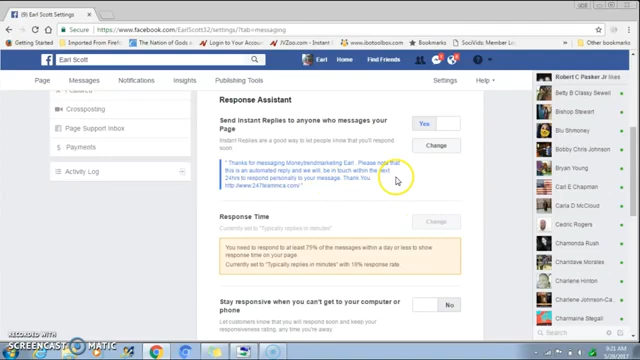 Earl Scott32 Settings
Secure https://www.facebook.com/EarlScott32/settings/?tab=messaging
Getting Started Imported From Firefox The Nation of Gods a Login to Your Account JVZoo.com - Instant www.ibotoolbox.com SociVids: Member Lo Other bookmarks
Earl Scott Earl Home Find Friends
Page Messages Notifications Insights Publishing Tools Settings Help
Featured
Crossposting
Page Support Inbox
Payments
Activity Log
Response Assistant
Send Instant Replies to anyone who messages your
Page
Yes
Instant Replies are a good way to let people know that you'll respond
soon.
Change
" Thanks for messaging Moneytrendmarketing Earl . Please note that
this is an automated reply and we will, be in touch within the next
24hrs to respond personally to your message. Thank You
http://www.247teammca.com/ "
Response Time
Currently set to "Typically replies in minutes"
Change
You need to respond to at least 75% of the messages within a day or less to show
response time on your page
Currently set to "Typically replies in minutes" with 18% response rate
Stay responsive when you can't get to your computer or
phone
No
Let customers know that you will respond soon and keep your
responsiveness rating, any time you're away
Robert C Pasker Jr
Betty B Classy Sewell
Bishop Stewart
Blu Shmoney
Bobby Chris Johnson
Bryan Young
Carl E Chapman
Carla D McCloud
Cedric Rogers
Chamonda Rush
Charidave Morales
Charlene Hinton
Charlene Johnson-Ca...
Charmaine Stegall
Search
RECORDED WITH
SCREENCAST MATIC
9:21 AM